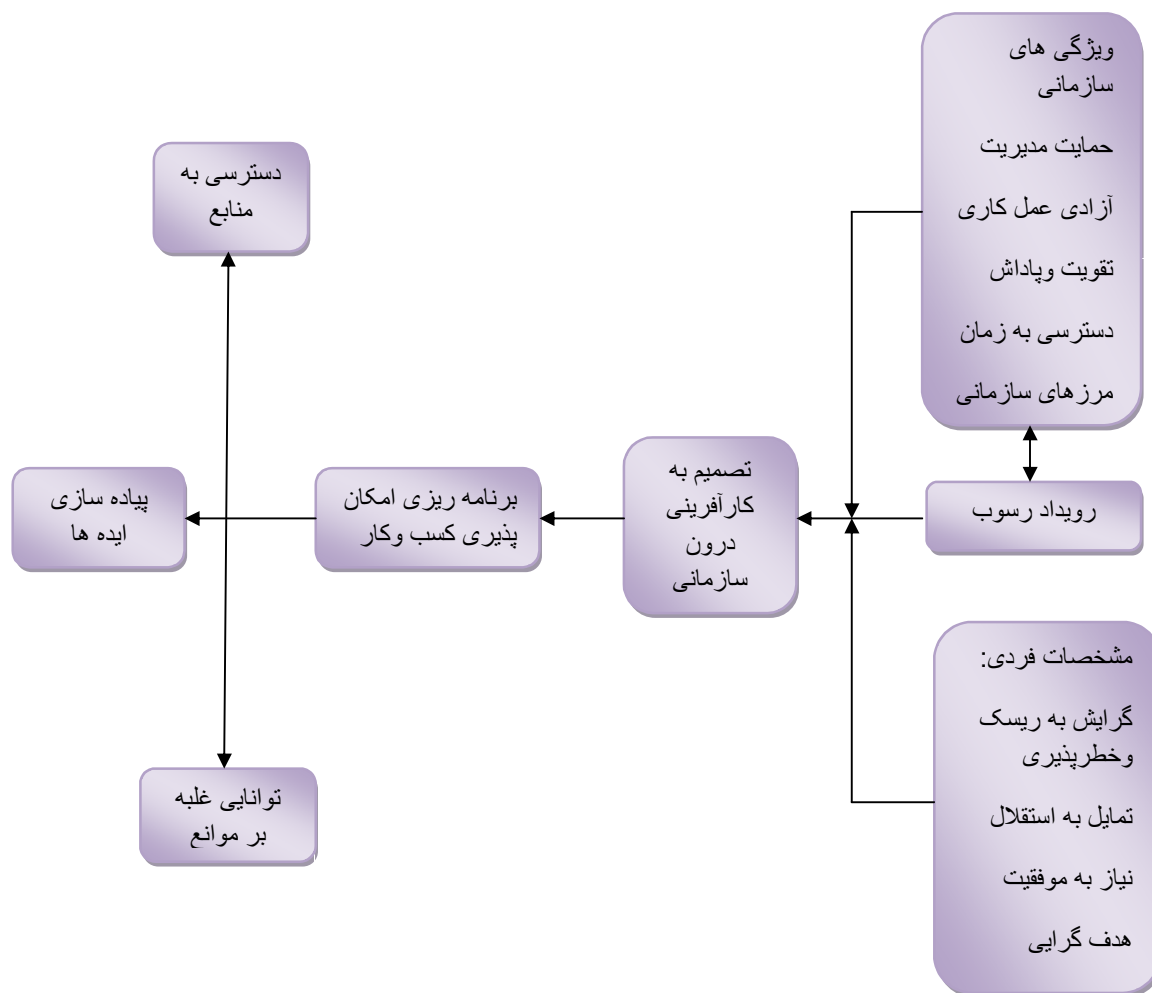 ویژگی های
سازمانی
حمایت مدیریت
آزادی عمل کاری
تقویت وپاداش
دسترسی به زمان
مرزهای سازمانی
رویداد رسوب
مشخصات فردی:
گرایش به ریسک
وخطرپذیری
تمایل به استقلال
نیاز به موفقیت
هدف گرایی
تصمیم به
کارآفرینی
درون
سازمانی
برنامه ریزی امکان
پذیری کسب وکار
دسترسی به
منابع
پیاده سازی
ایده ها
توانایی غلبه
بر موانع